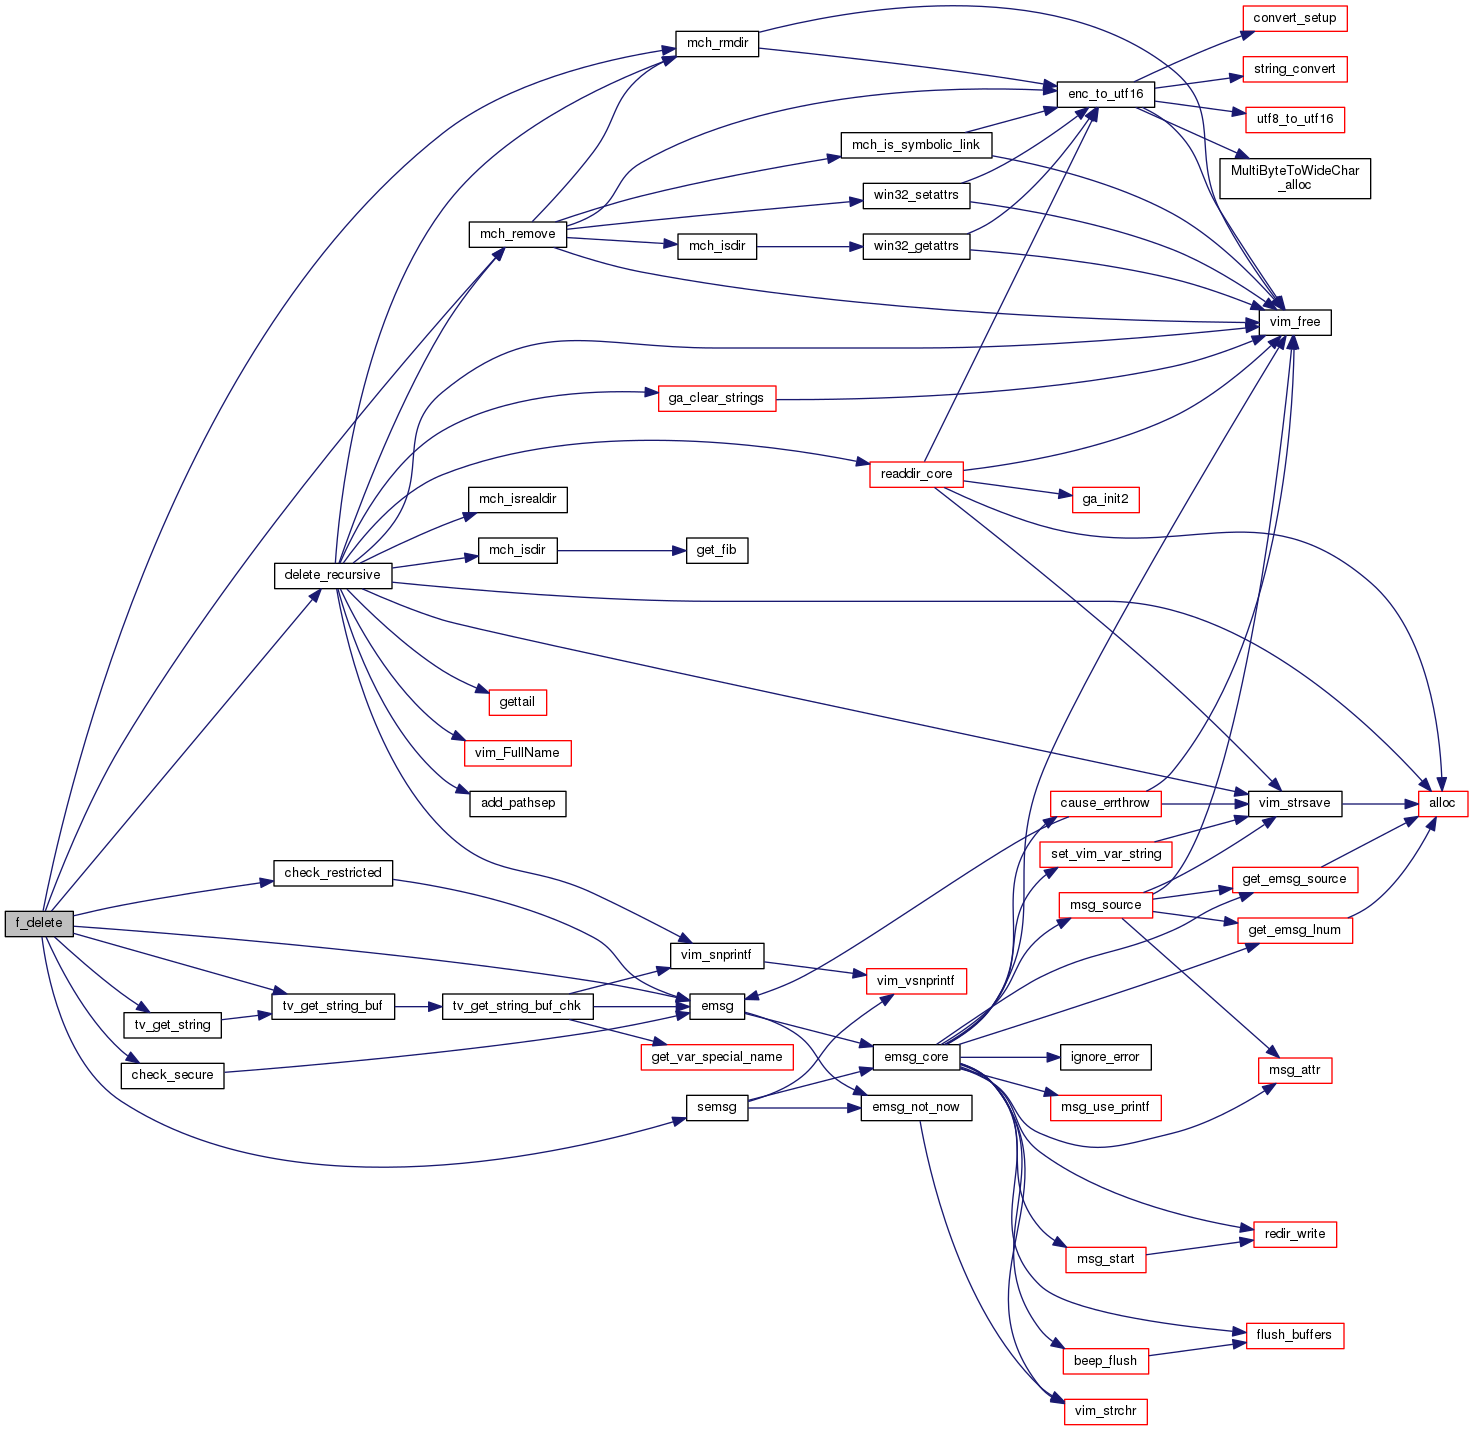 convert_setup
mch_rmdir
string_convert
enc_to_utf16
utf8_to_utf16
mch_is_symbolic_link
MultiByteToWideChar
_alloc
win32_setattrs
mch_remove
mch_isdir
win32_getattrs
vim_free
ga_clear_strings
readdir_core
mch_isrealdir
ga_init2
mch_isdir
get_fib
delete_recursive
gettail
vim_FullName
add_pathsep
cause_errthrow
vim_strsave
alloc
set_vim_var_string
check_restricted
get_emsg_source
msg_source
f_delete
get_emsg_lnum
vim_snprintf
vim_vsnprintf
tv_get_string_buf
tv_get_string_buf_chk
emsg
tv_get_string
get_var_special_name
emsg_core
ignore_error
check_secure
msg_attr
semsg
emsg_not_now
msg_use_printf
redir_write
msg_start
flush_buffers
beep_flush
vim_strchr